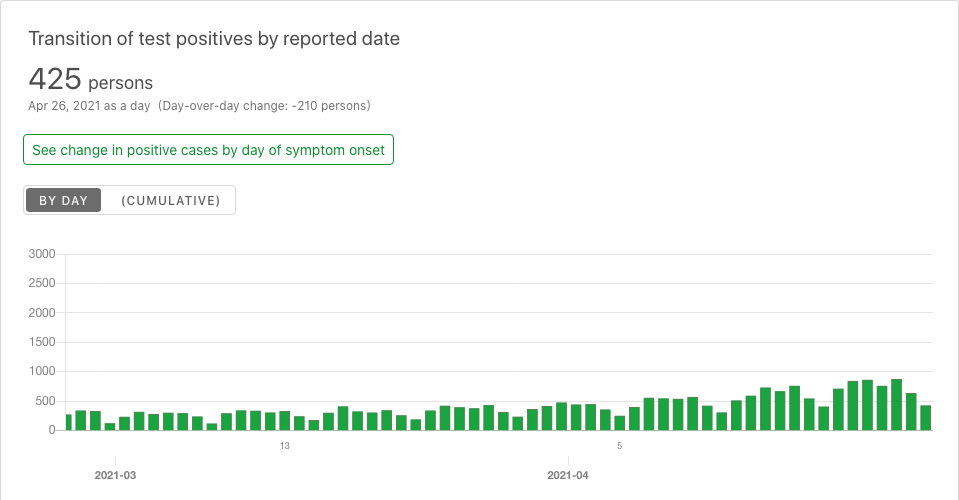 Transition of test positives by reported date
425 persons
Apr 26, 2021 as a day (Day-over-day change: -210 persons)
See change in positive cases by day of symptom onset
BY DAY (CUMULATIVE)
3000
2500
2000
1500
1000
500
0
13 5
2021-03 2021-04